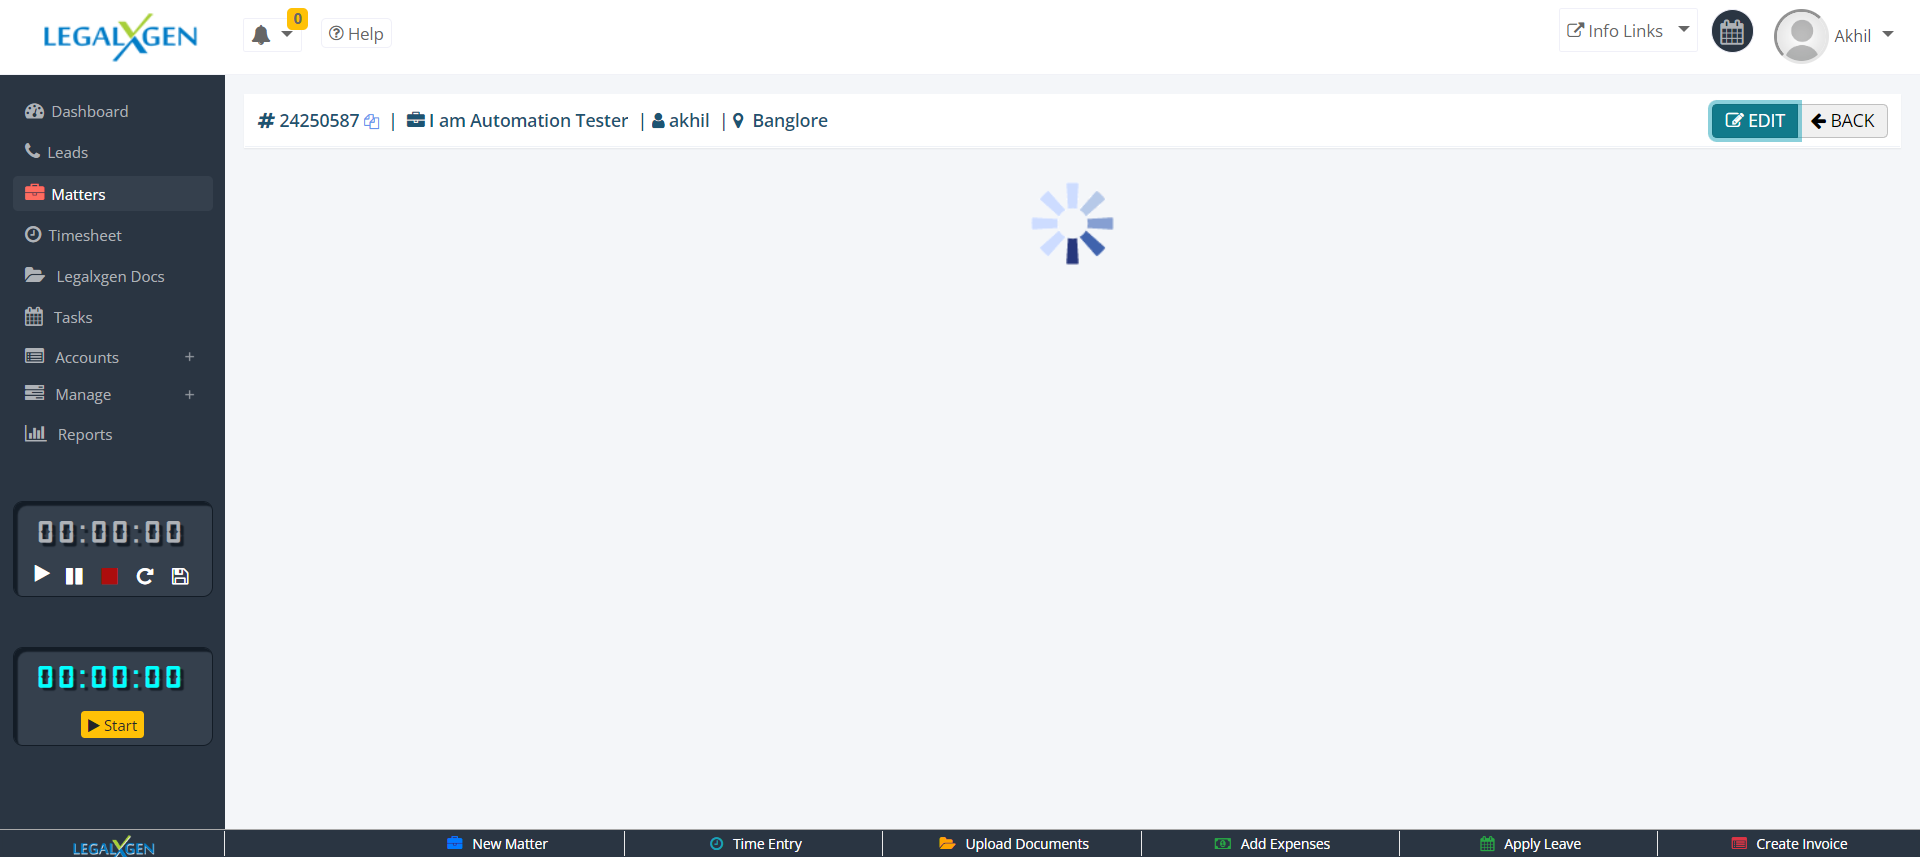 LEGALXGEN
0
Help
Info Links
Akhil
Dashboard
Leads
Matters
Timesheet
Legalxgen Docs
Tasks
Accounts +
Manage +
Reports
# 24250587 | I am Automation Tester | akhil | Banglore
EDIT
BACK
00:00:00
00:00:00
Start
LEGALXGEN
New Matter
Time Entry
Upload Documents
Add Expenses
Apply Leave
Create Invoice